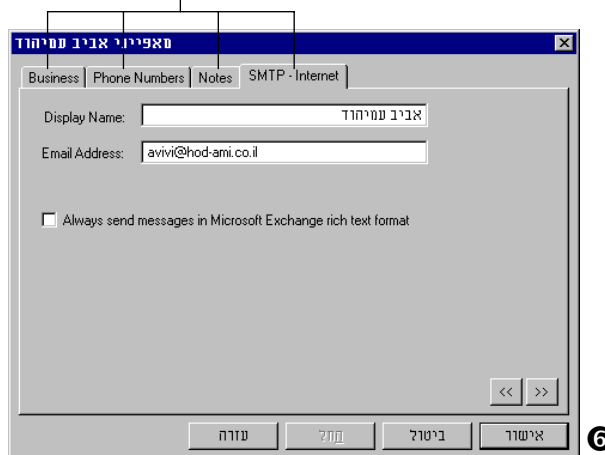 מאפייני אביב עמיהוד
Business Phone Numbers Notes SMTP - Internet
Display Name: אביב עמיהוד
Email Address: avivi@hod-ami.co.il
Always send messages in Microsoft Exchange rich text format
<< >>
❻ אישור ביטול החל עזרה